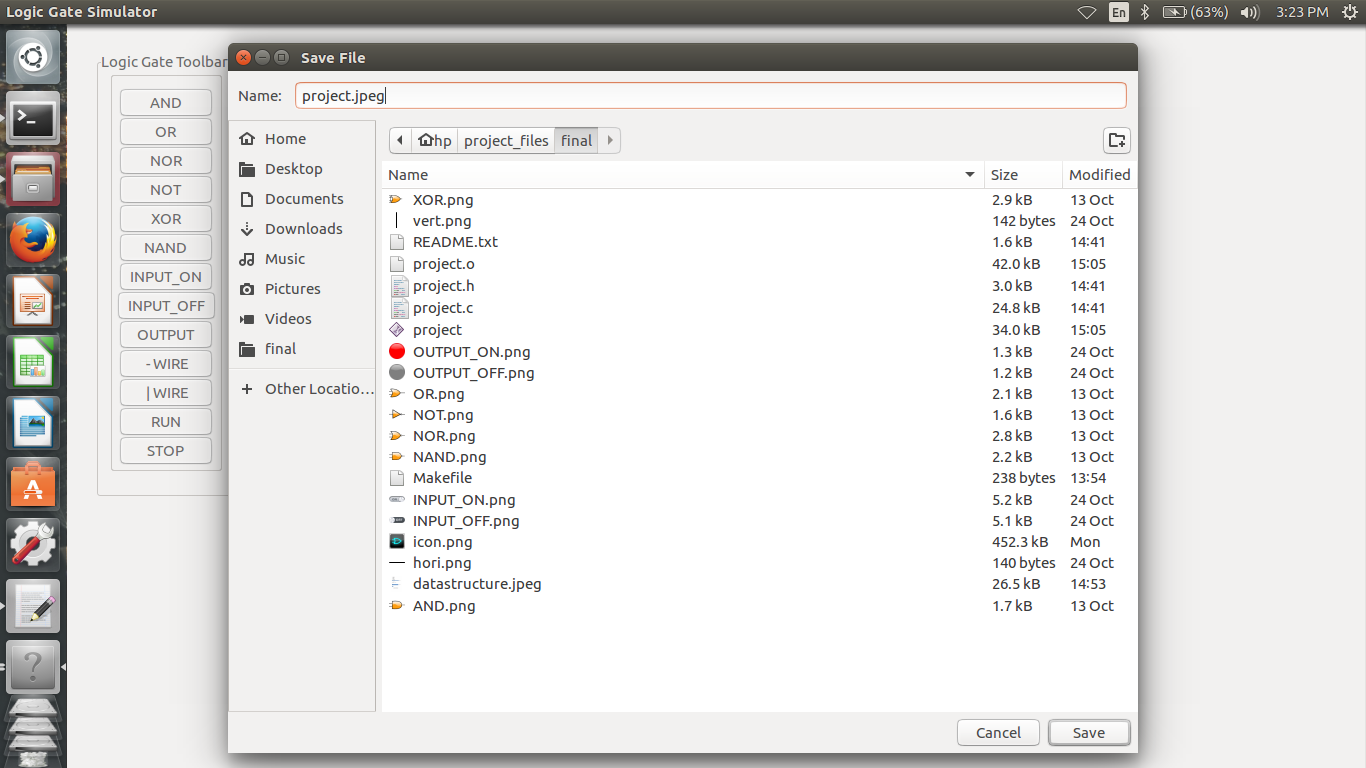 Logic Gate Simulator
En
(63%)
3:23 PM
Logic Gate Toolbar
AND
OR
NOR
NOT
XOR
NAND
INPUT_ON
INPUT_OFF
OUTPUT
- WIRE
| WIRE
RUN
STOP
Save File
Name: project.jpeg
Home
Desktop
Documents
Downloads
Music
Pictures
Videos
final
+ Other Locatio...
hp project_files final
Name Size Modified
XOR.png 2.9 kB 13 Oct
vert.png 142 bytes 24 Oct
README.txt 1.6 kB 14:41
project.o 42.0 kB 15:05
project.h 3.0 kB 14:41
project.c 24.8 kB 14:41
project 34.0 kB 15:05
OUTPUT_ON.png 1.3 kB 24 Oct
OUTPUT_OFF.png 1.2 kB 24 Oct
OR.png 2.1 kB 13 Oct
NOT.png 1.6 kB 13 Oct
NOR.png 2.8 kB 13 Oct
NAND.png 2.2 kB 13 Oct
Makefile 238 bytes 13:54
INPUT_ON.png 5.2 kB 24 Oct
INPUT_OFF.png 5.1 kB 24 Oct
icon.png 452.3 kB Mon
hori.png 140 bytes 24 Oct
datastructure.jpeg 26.5 kB 14:53
AND.png 1.7 kB 13 Oct
Cancel
Save